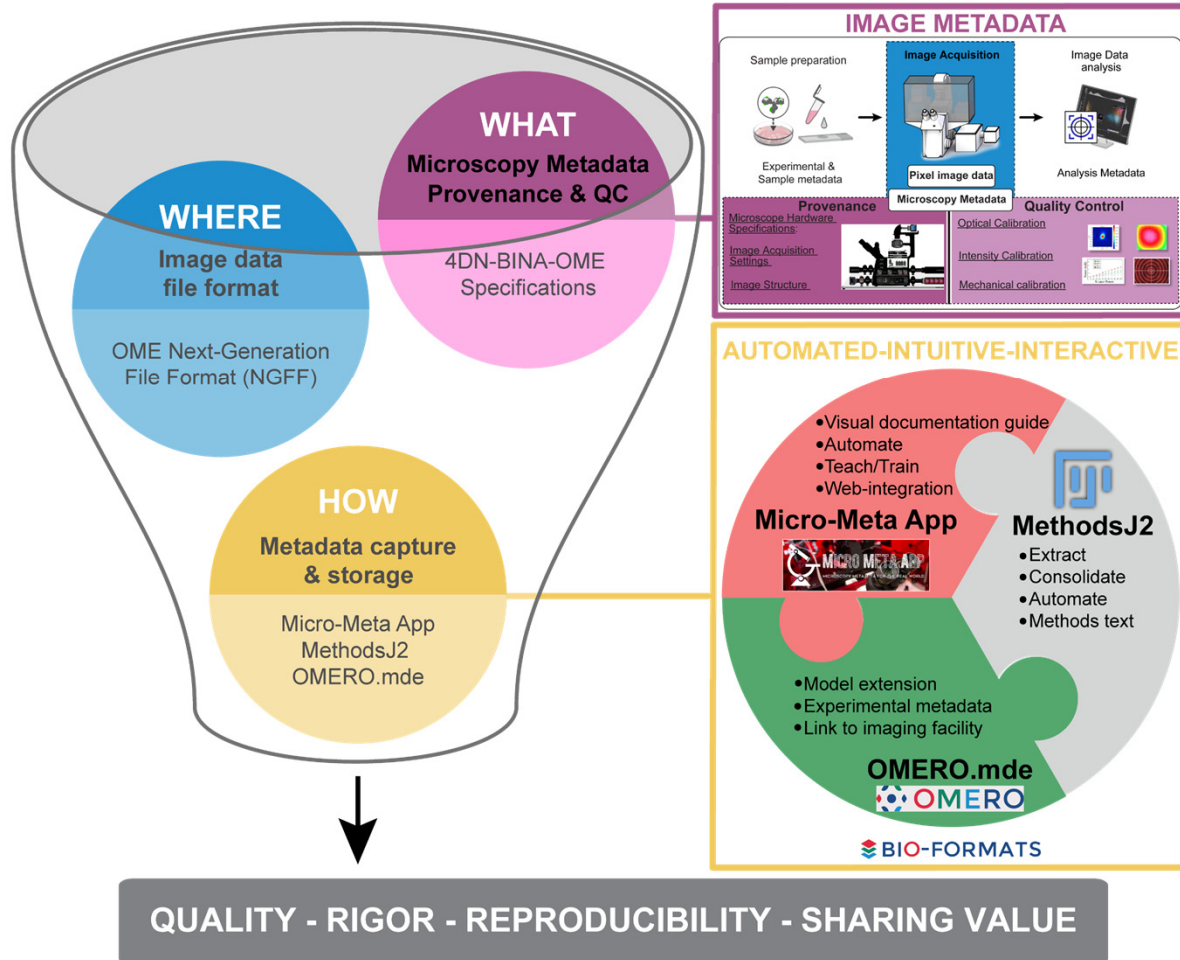 WHAT
Microscopy Metadata
Provenance & QC
4DN-BINA-OME
Specifications
WHERE
Image data
file format
OME Next-Generation
File Format (NGFF)
HOW
Metadata capture
& storage
Micro-Meta App
MethodsJ2
OMERO.mde
IMAGE METADATA
Sample preparation
Image Acquisition
Image Data
analysis
Experimental &
Sample metadata
Pixel image data
Analysis Metadata
Microscopy Metadata
Provenance
Microscope Hardware
Specifications:
Image Acquisition
Settings
Image Structure
Quality Control
Optical Calibration
Intensity Calibration
Mechanical calibration
AUTOMATED-INTUITIVE-INTERACTIVE
•Visual documentation guide
•Automate
•Teach/Train
•Web-integration
Micro-Meta App
MICRO META APP
MethodsJ2
•Extract
•Consolidate
•Automate
•Methods text
•Model extension
•Experimental metadata
•Link to imaging facility
OMERO.mde
OMERO
BIO-FORMATS
QUALITY - RIGOR - REPRODUCIBILITY - SHARING VALUE